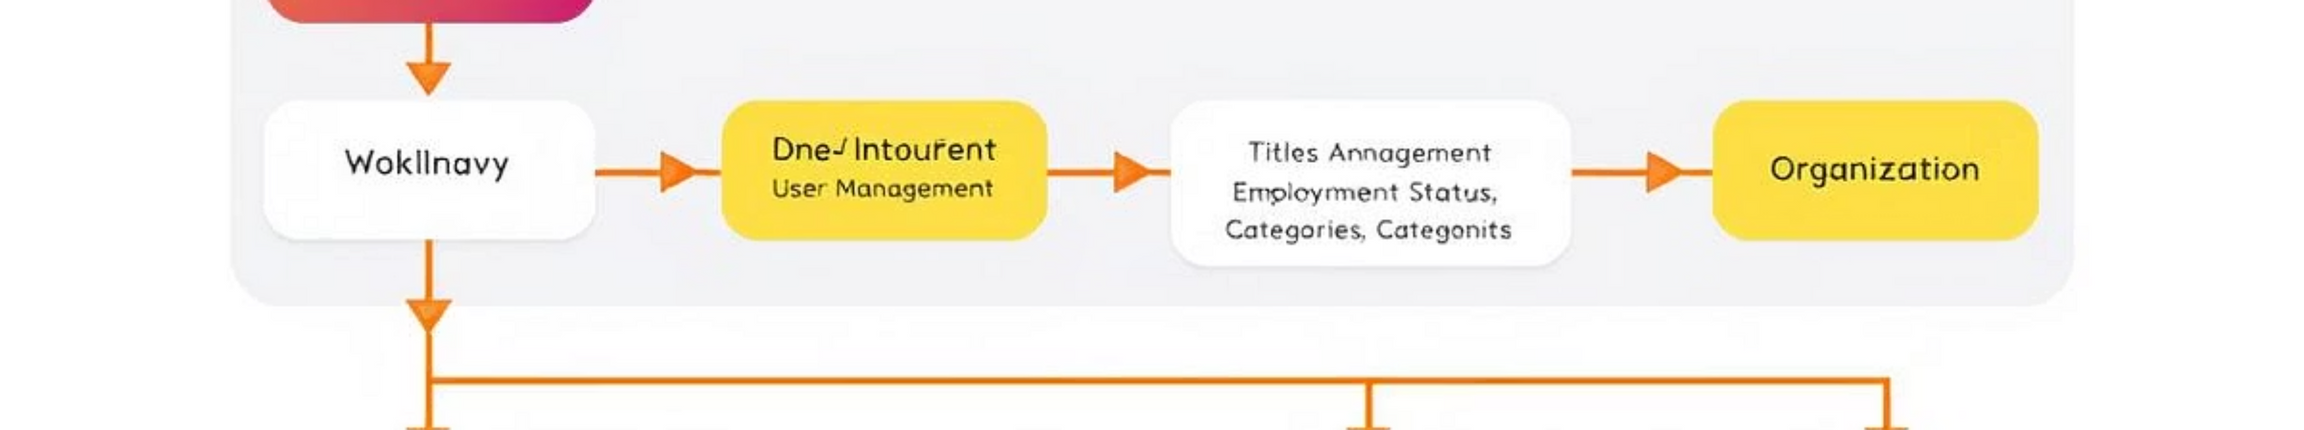 Wokllnavy
Dne-/ Intourent
User Management
Titles Annagement
Employment Status,
Categories, Categonits
Organization